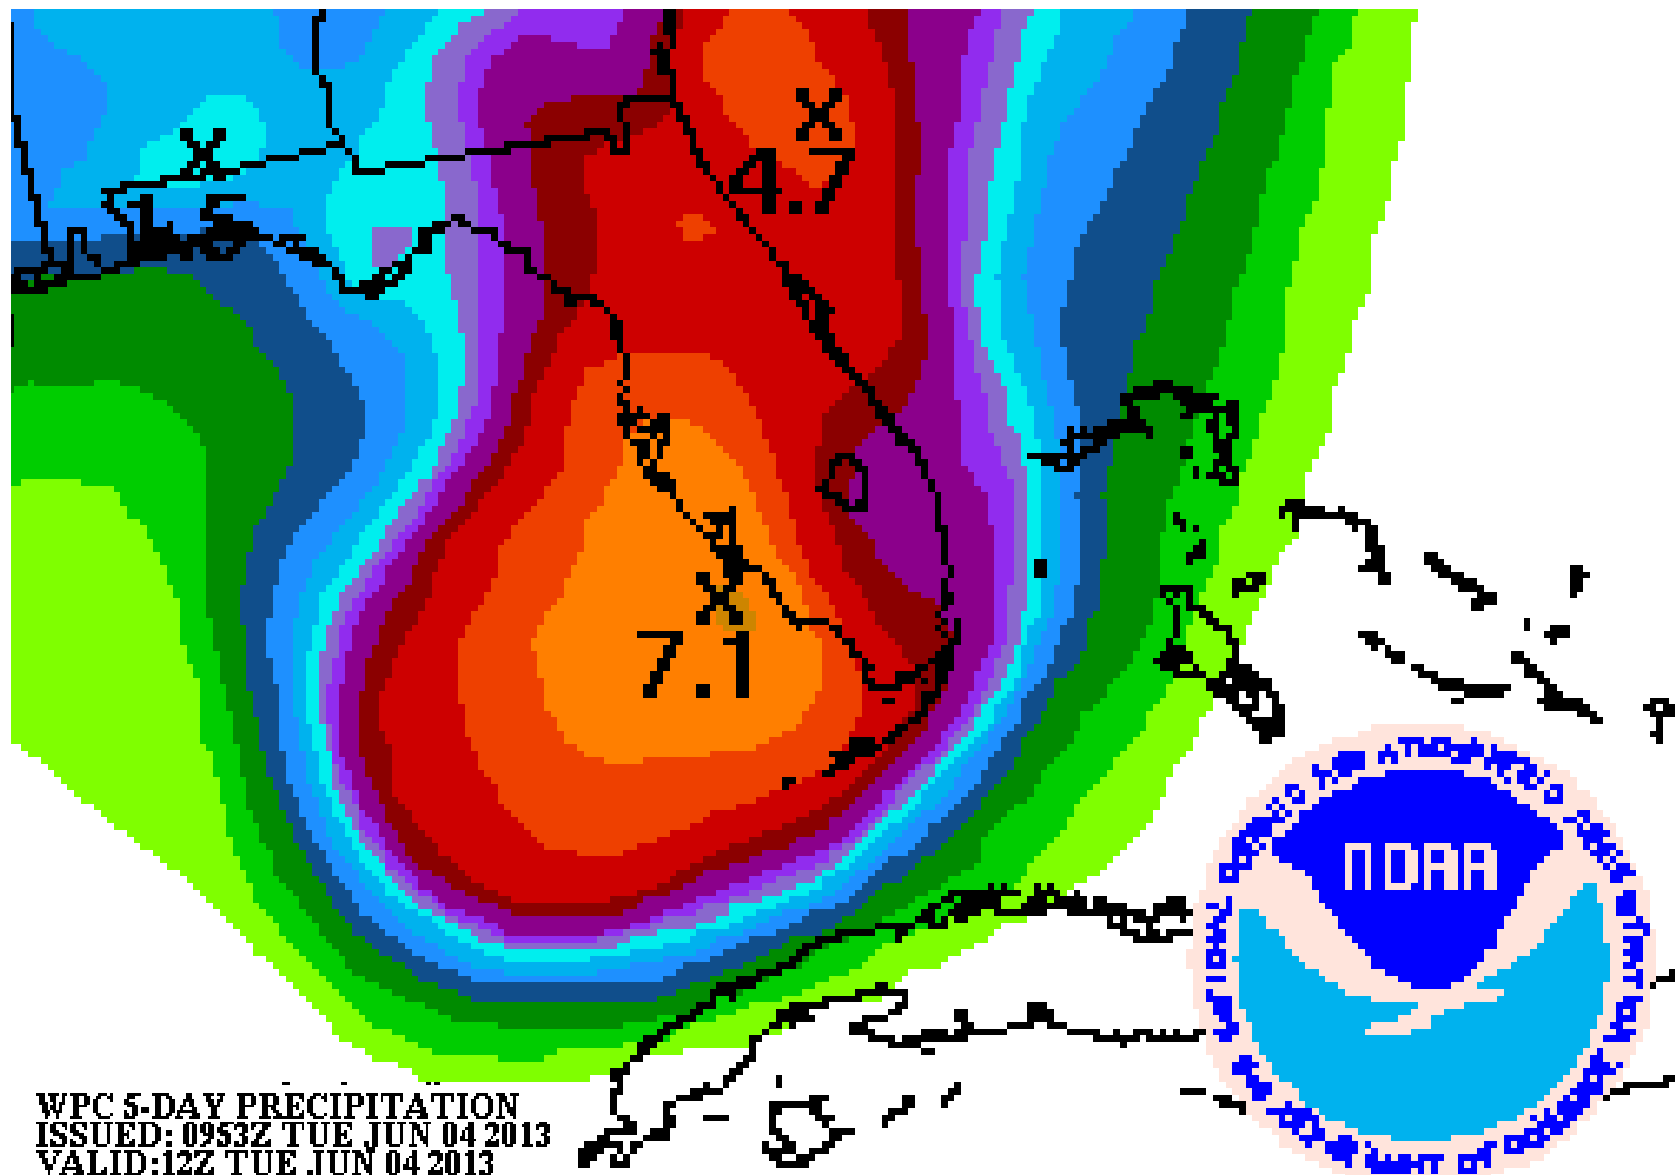 4.7
1.5
7.1
NOAA
WPC 5-DAY PRECIPITATION
ISSUED: 0953Z TUE JUN 04 2013
VALID:12Z TUE JUN 04 2013